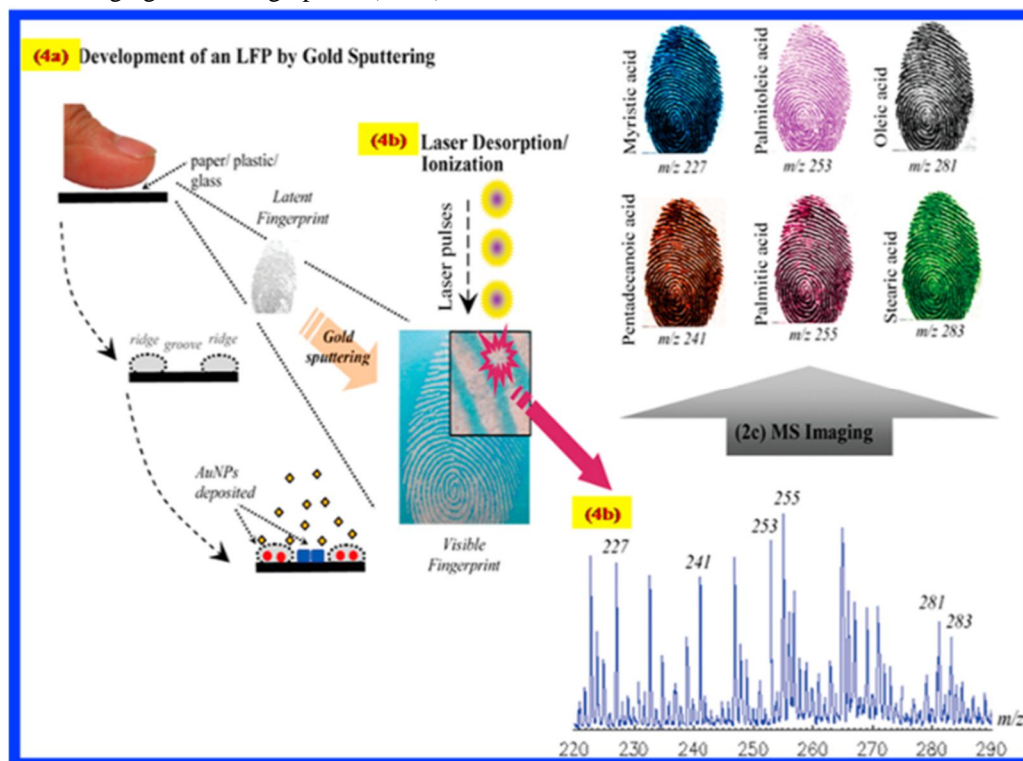 (4a) Development of an LFP by Gold Sputtering
paper/ plastic/
glass
Latent
Fingerprint
(4b) Laser Desorption/
Ionization
Laser pulses
ridge groove ridge
Gold
sputtering
AuNPs
deposited
Visible
Fingerprint
Myristic acid
m/z 227
Palmitoleic acid
m/z 253
Oleic acid
m/z 281
Pentadecanoic acid
m/z 241
Palmitic acid
m/z 255
Stearic acid
m/z 283
(2c) MS Imaging
(4b)
227
241
253
255
281
283
m/z
220 230 240 250 260 270 280 290